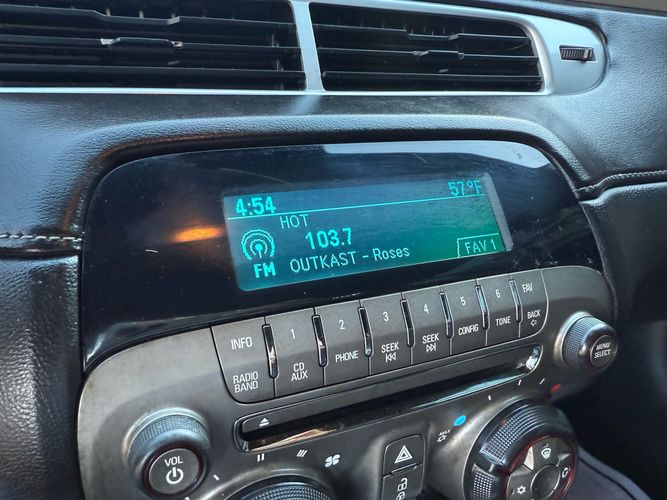 4:54 57°F
HOT
103.7
FM OUTKAST - Roses FAV 1
INFO 1 2 3 4 5 6 FAV
RADIO BAND CD AUX PHONE SEEK SEEK CONFIG TONE BACK
MENU SELECT
VOL
MAX